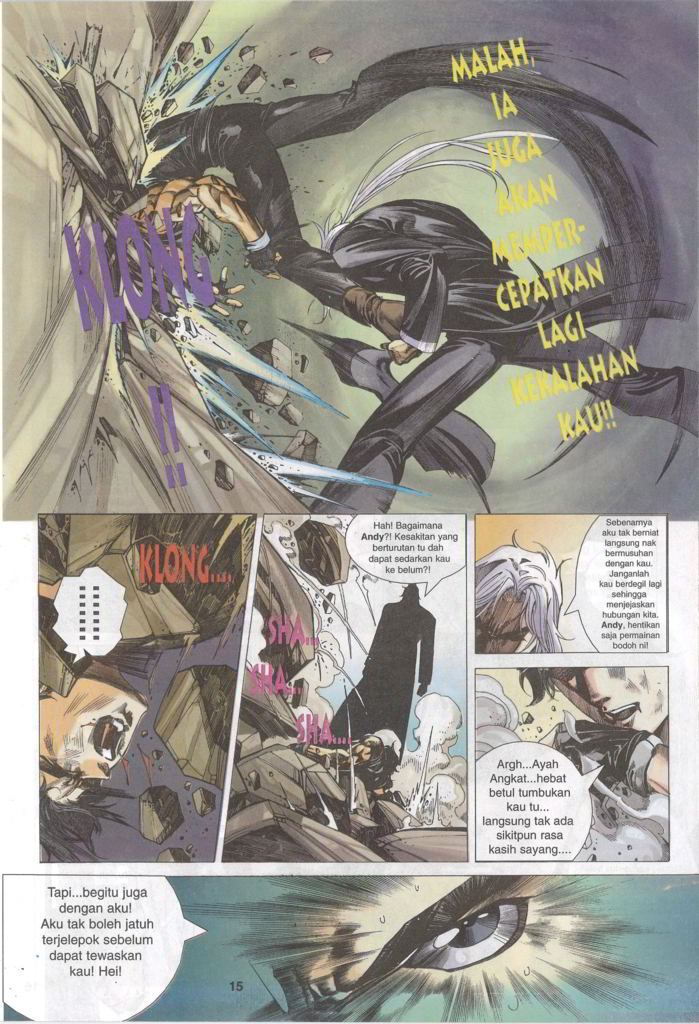 MALAH,
IA
JUGA
AKAN
MEMPER-
CEPATKAN
LAGI
KEKALAHAN
KAU!!
KLONG
!!
KLONG...
Hah! Bagaimana
Andy?! Kesakitan yang
berturutan tu dah
dapat sedarkan kau
ke belum?!
SHA...
SHA...
SHA...
Sebenarnya
aku tak berniat
langsung nak
bermusuhan
dengan kau.
Janganlah
kau berdegil lagi
sehingga
menjejaskan
hubungan kita.
Andy, hentikan
saja permainan
bodoh ni!
Argh...Ayah
Angkat...hebat
betul tumbukan
kau tu...
langsung tak ada
sikitpun rasa
kasih sayang....
Tapi...begitu juga
dengan aku!
Aku tak boleh jatuh
terjelepok sebelum
dapat tewaskan
kau! Hei!
15